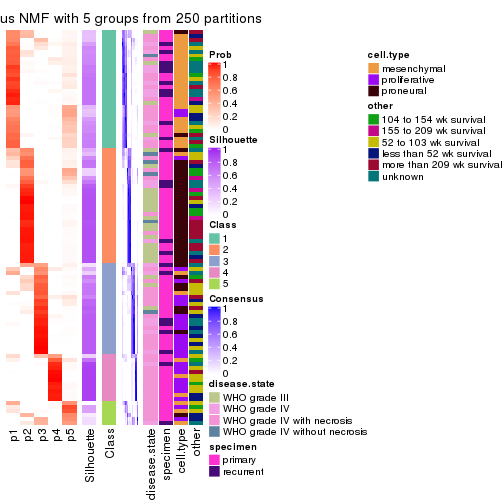 us NMF with 5 groups from 250 partitions
Prob
1
0.8
0.6
0.4
0.2
0
Silhouette
1
0.8
0.6
0.4
0.2
0
Class
1
2
3
4
5
Consensus
1
0.8
0.6
0.4
0.2
0
disease.state
WHO grade III
WHO grade IV
WHO grade IV with necrosis
WHO grade IV without necrosis
specimen
primary
recurrent
cell.type
mesenchymal
proliferative
proneural
other
104 to 154 wk survival
155 to 209 wk survival
52 to 103 wk survival
less than 52 wk survival
more than 209 wk survival
unknown
p1
p2
p3
p4
p5
Silhouette
Class
disease.state
specimen
cell.type
other